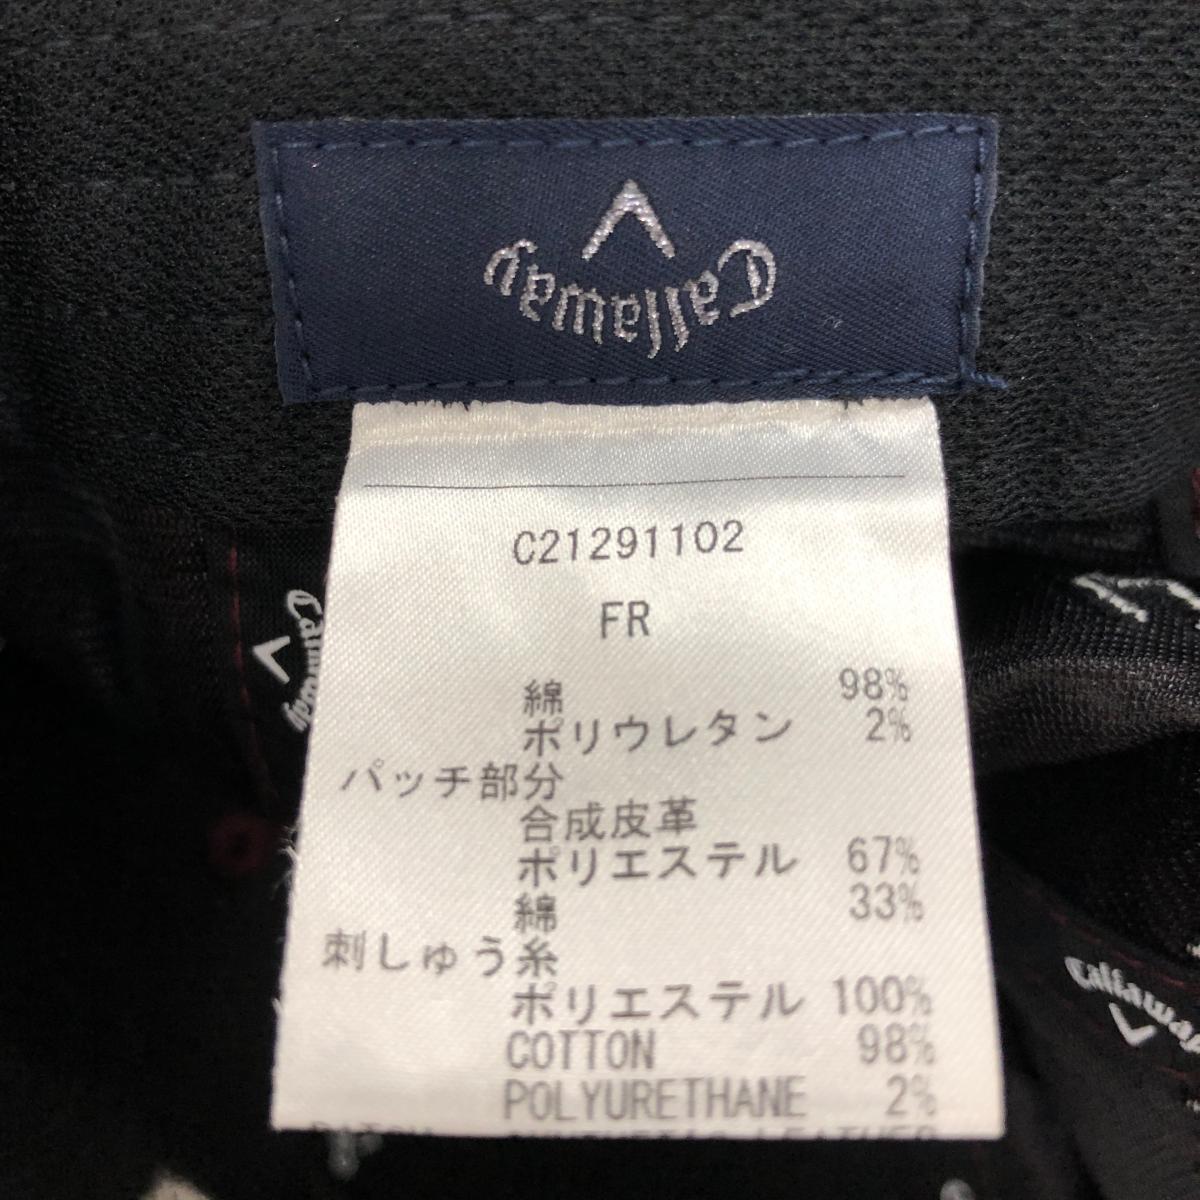 Callaway
C21291102
FR
綿 98%
ポリウレタン 2%
パッチ部分
合成皮革
ポリエステル 67%
綿 33%
刺しゅう糸
ポリエステル 100%
COTTON 98%
POLYURETHANE 2%
Callaway
Callaway